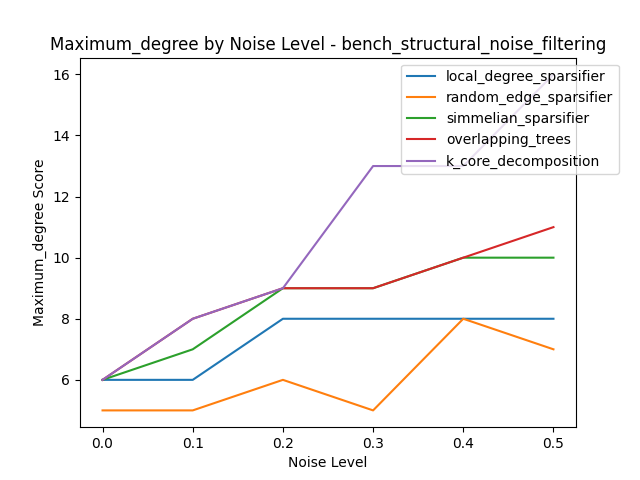 Maximum_degree by Noise Level - bench_structural_noise_filtering
local_degree_sparsifier
random_edge_sparsifier
simmelian_sparsifier
overlapping_trees
k_core_decomposition
Maximum_degree Score
16
14
12
10
8
6
0.0 0.1 0.2 0.3 0.4 0.5
Noise Level